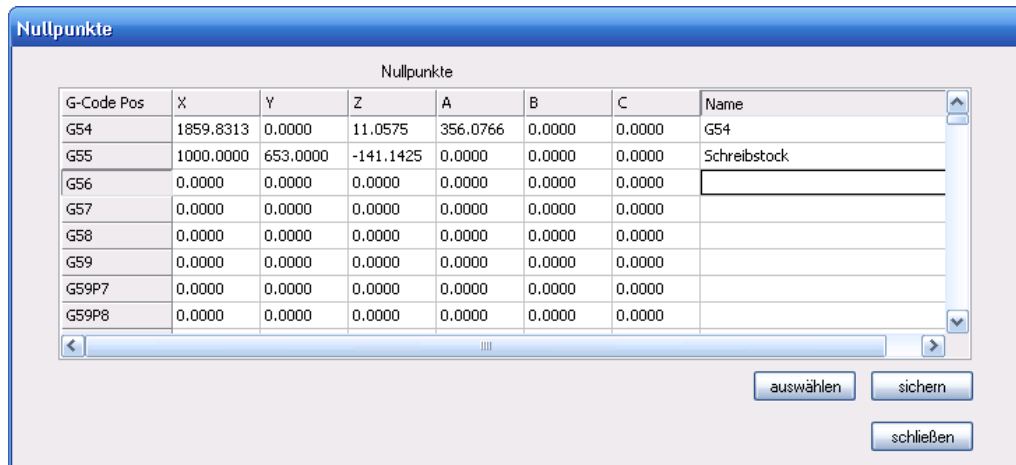 Nullpunkte
Nullpunkte
G-Code Pos X Y Z A B C Name
G54 1859.8313 0.0000 11.0575 356.0766 0.0000 0.0000 G54
G55 1000.0000 653.0000 -141.1425 0.0000 0.0000 0.0000 Schreibstock
G56 0.0000 0.0000 0.0000 0.0000 0.0000 0.0000
G57 0.0000 0.0000 0.0000 0.0000 0.0000 0.0000
G58 0.0000 0.0000 0.0000 0.0000 0.0000 0.0000
G59 0.0000 0.0000 0.0000 0.0000 0.0000 0.0000
G59P7 0.0000 0.0000 0.0000 0.0000 0.0000 0.0000
G59P8 0.0000 0.0000 0.0000 0.0000 0.0000 0.0000
auswählen sichern
schließen